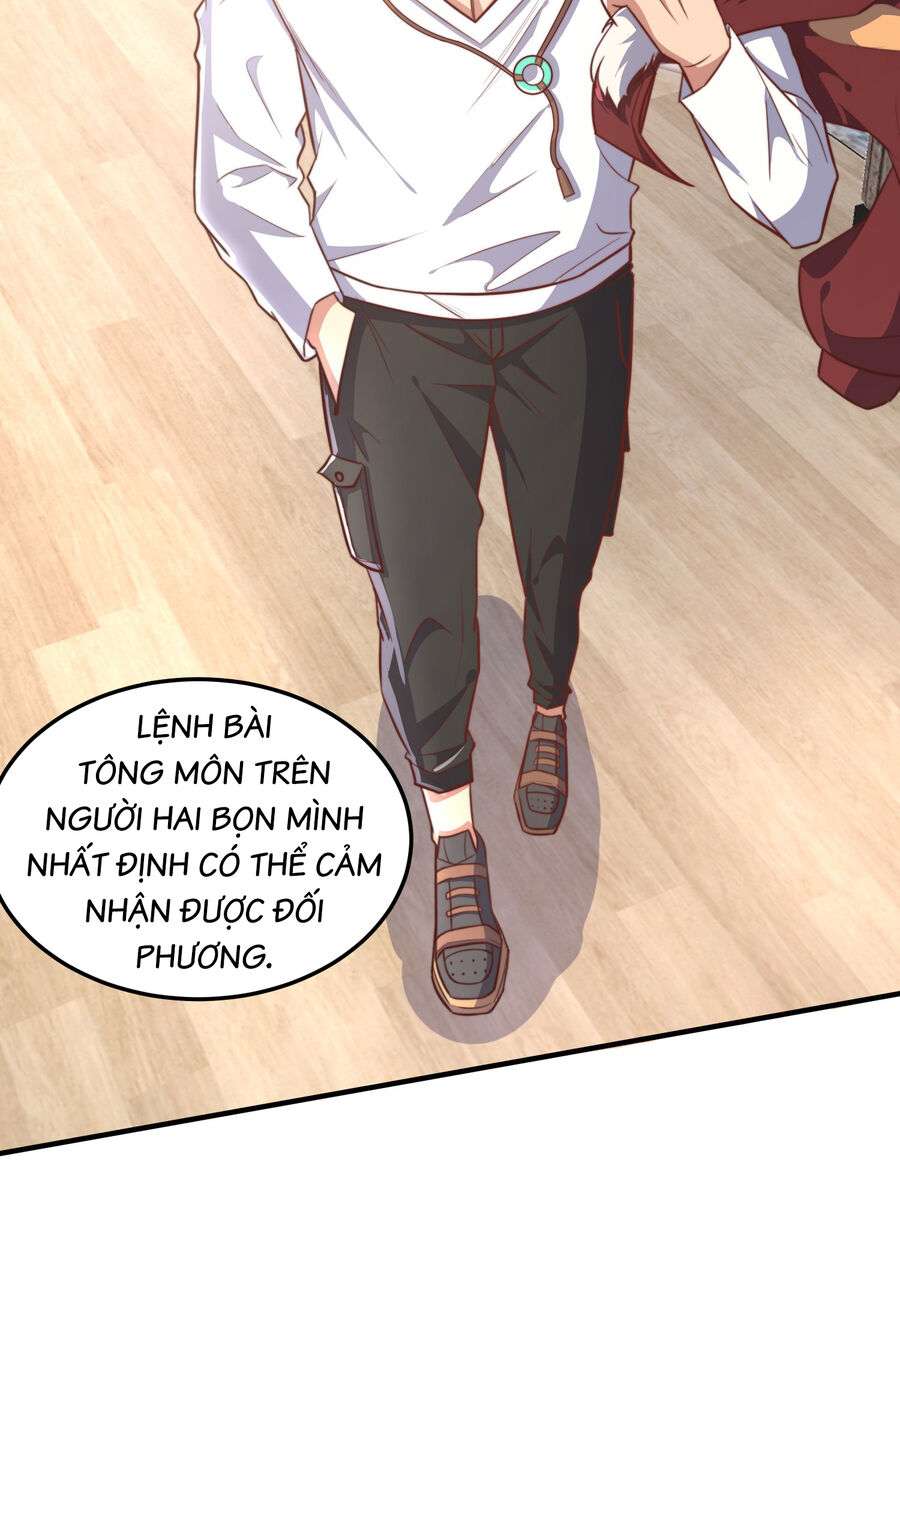 LỆNH BÀI
TÔNG MÔN TRÊN
NGƯỜI HAI BỌN MÌNH
NHẤT ĐỊNH CÓ THỂ CẢM
NHẬN ĐƯỢC ĐỐI
PHƯƠNG.